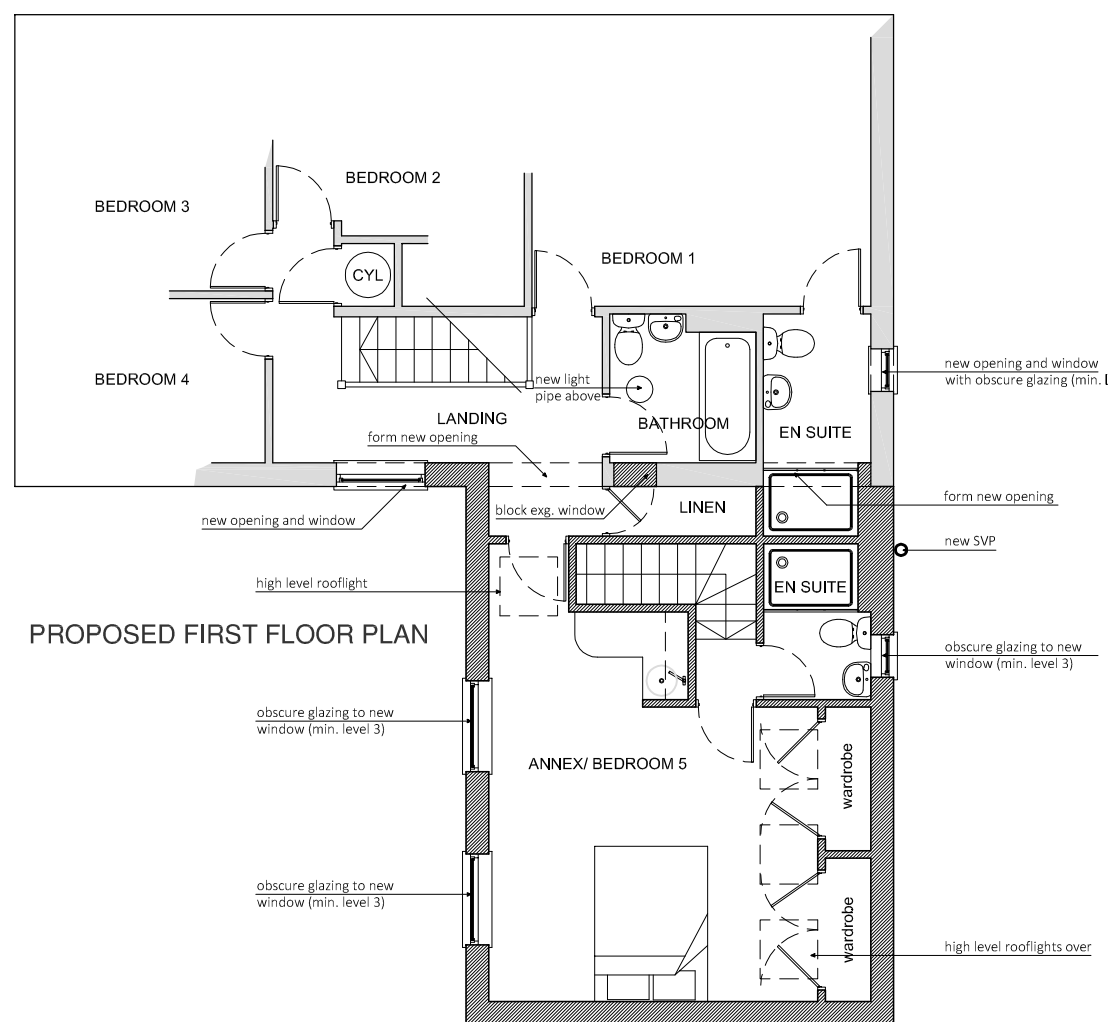 BEDROOM 2
BEDROOM 3
BEDROOM 1
CYL
new opening and window
with obscure glazing (min.
BEDROOM 4
new light
pipe above
LANDING
BATHROOM
EN SUITE
form new opening
form new opening
LINEN
block exg. window
new opening and window
new SVP
high level rooflight
EN SUITE
PROPOSED FIRST FLOOR PLAN
obscure glazing to new
window (min. level 3)
obscure glazing to new
window (min. level 3)
ANNEX/ BEDROOM 5
wardrobe
obscure glazing to new
window (min. level 3)
wardrobe
high level rooflights over